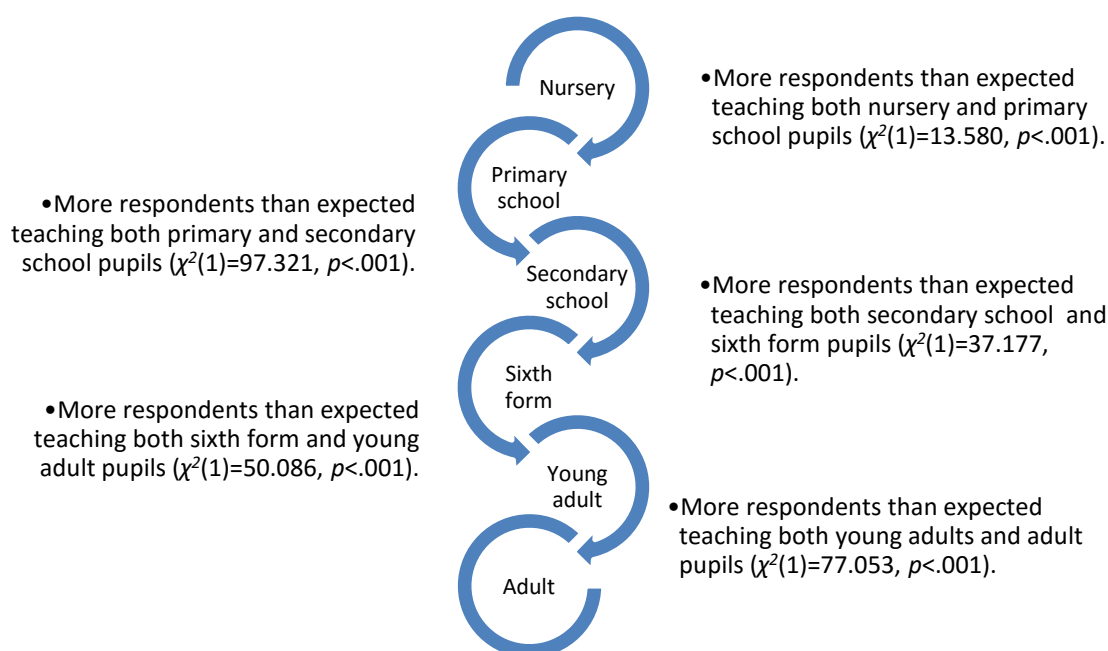 Nursery
•More respondents than expected
teaching both nursery and primary
school pupils (χ²(1)=13.580, p<.001).
Primary
school
•More respondents than expected
teaching both primary and secondary
school pupils (χ²(1)=97.321, p<.001).
Secondary
school
•More respondents than expected
teaching both secondary school  and
sixth form pupils (χ²(1)=37.177,
p<.001).
Sixth
form
•More respondents than expected
teaching both sixth form and young
adult pupils (χ²(1)=50.086, p<.001).
Young
adult
•More respondents than expected
teaching both young adults and adult
pupils (χ²(1)=77.053, p<.001).
Adult